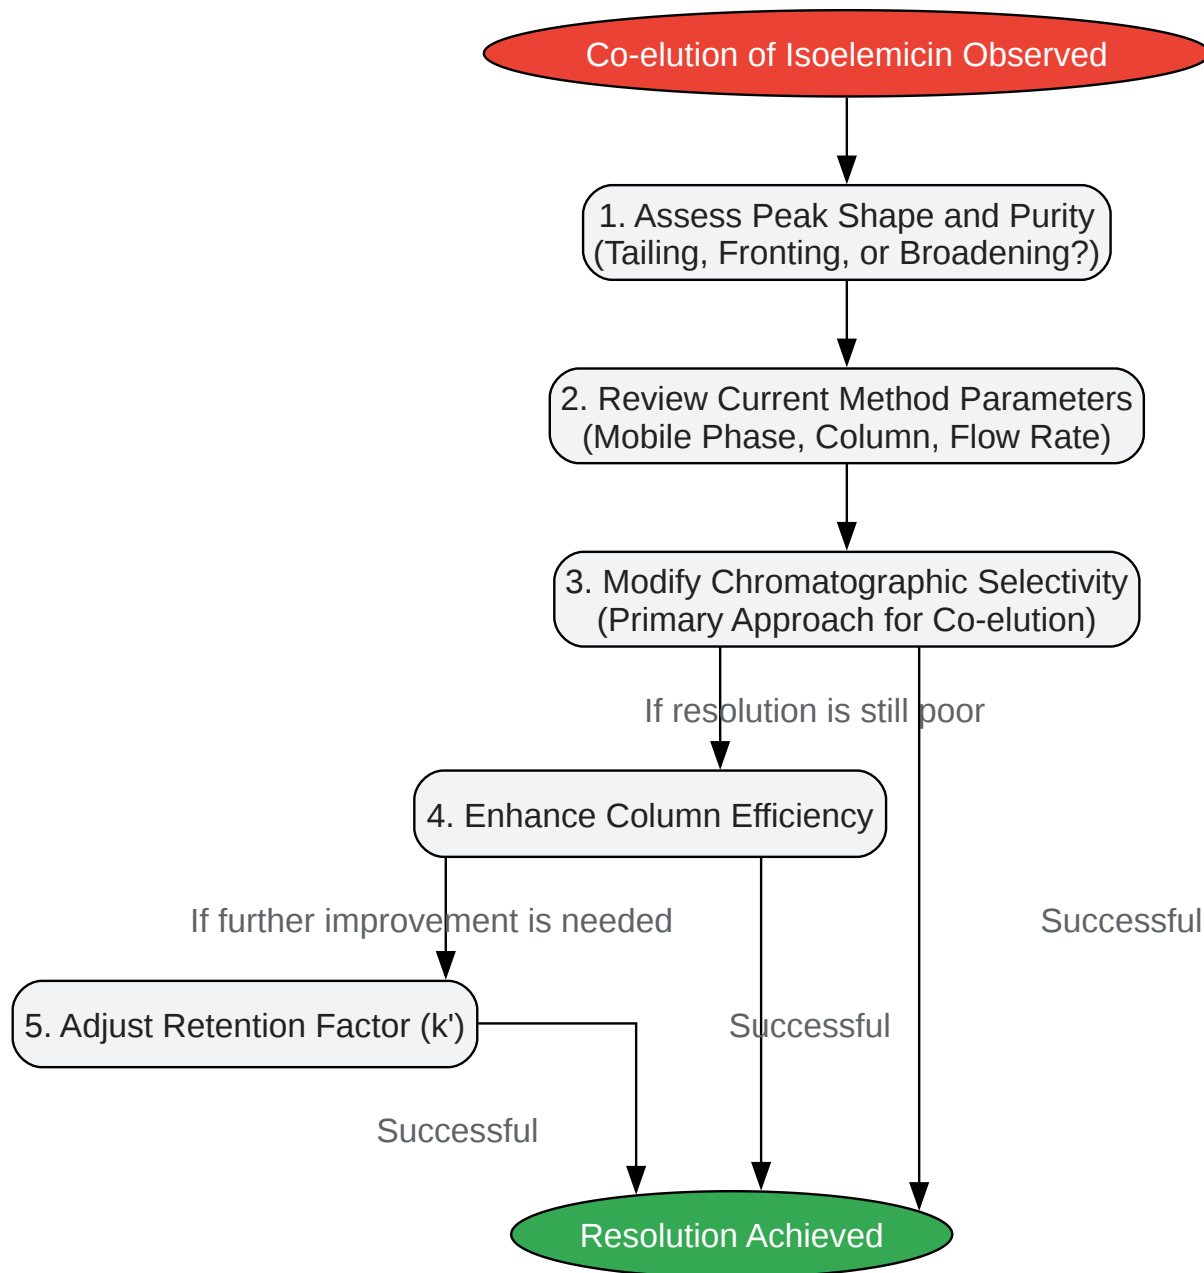 Co-elution of Isoelemicin Observed
1. Assess Peak Shape and Purity
(Tailing, Fronting, or Broadening?)
2. Review Current Method Parameters
(Mobile Phase, Column, Flow Rate)
3. Modify Chromatographic Selectivity
(Primary Approach for Co-elution)
If resolution is still poor
4. Enhance Column Efficiency
If further improvement is needed
Successful
5. Adjust Retention Factor (k')
Successful
Successful
Resolution Achieved